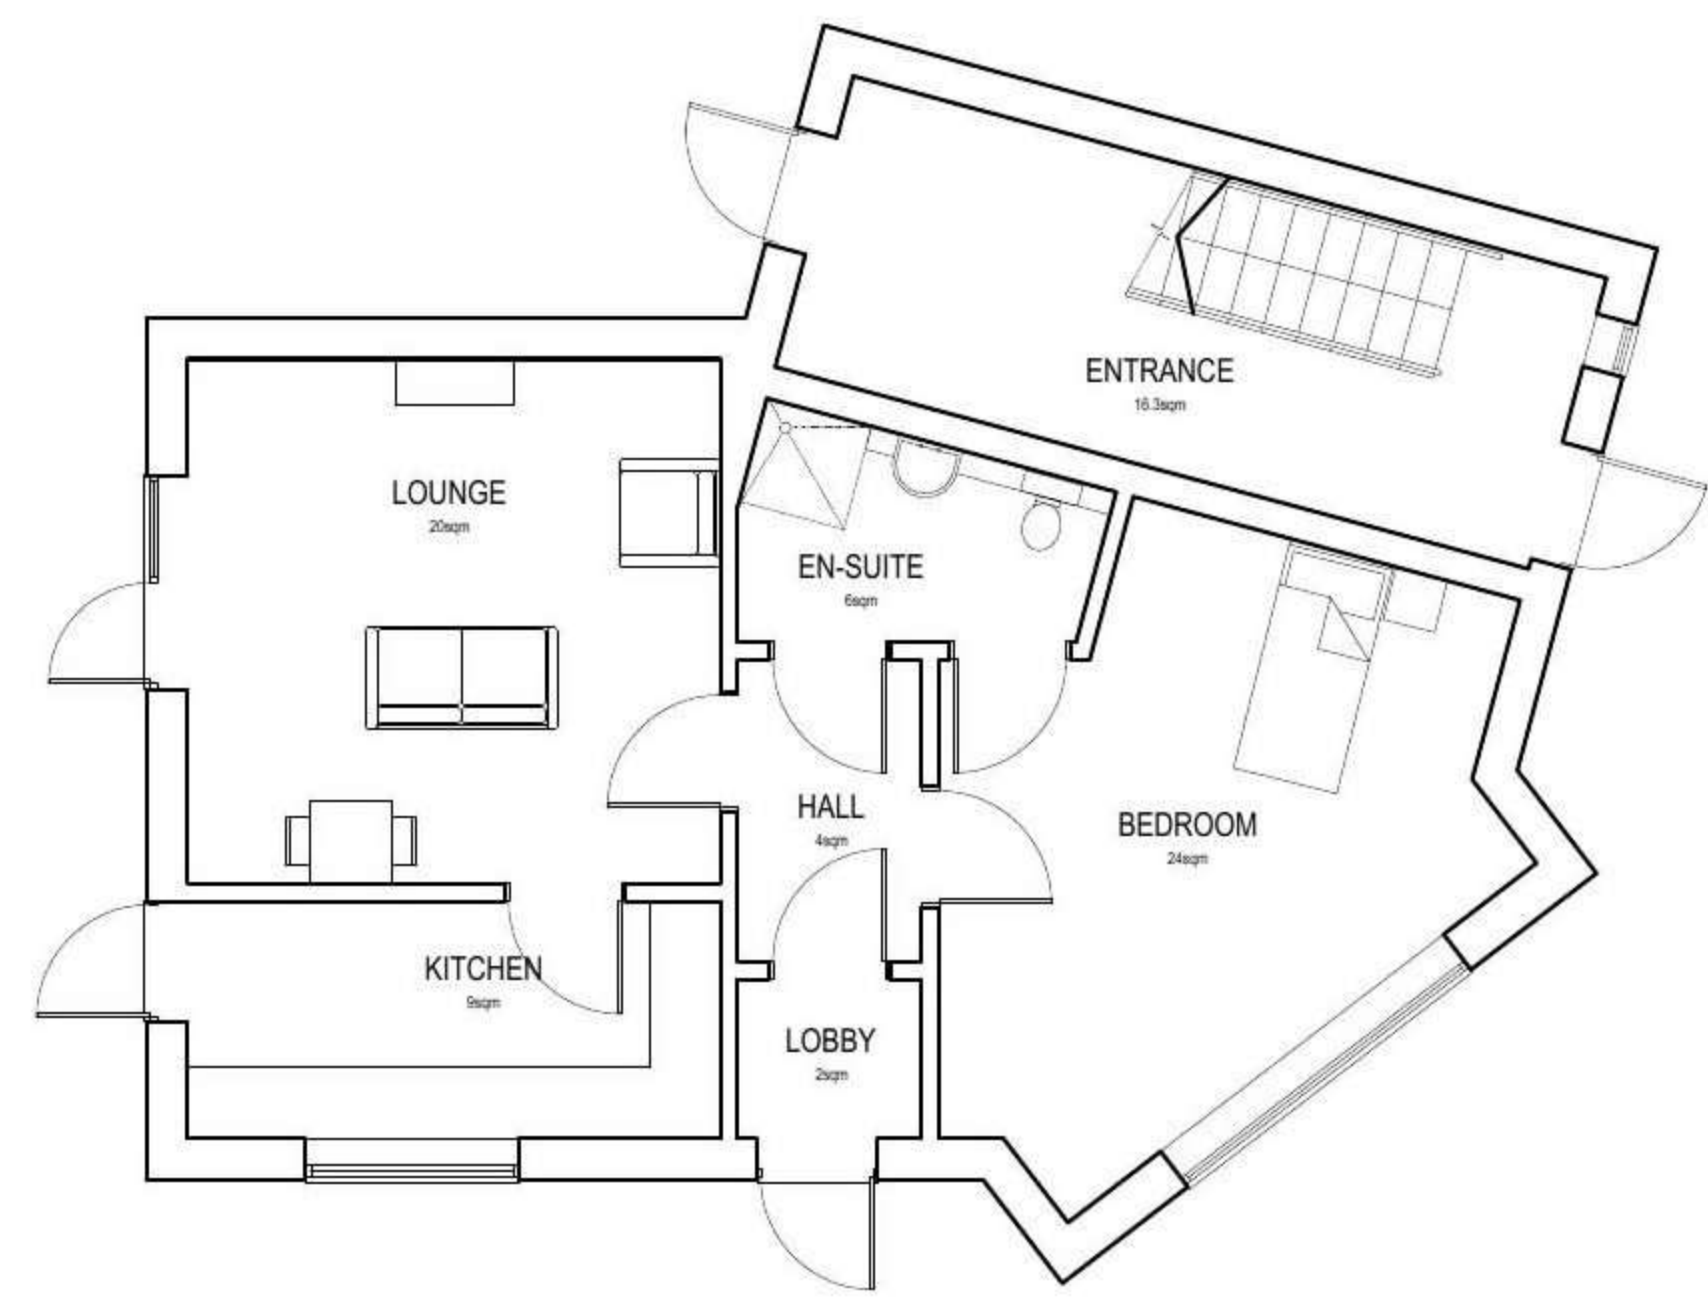 ENTRANCE
16.3sqm
LOUNGE
20sqm
EN-SUITE
6sqm
HALL
4sqm
BEDROOM
24sqm
KITCHEN
9sqm
LOBBY
2sqm